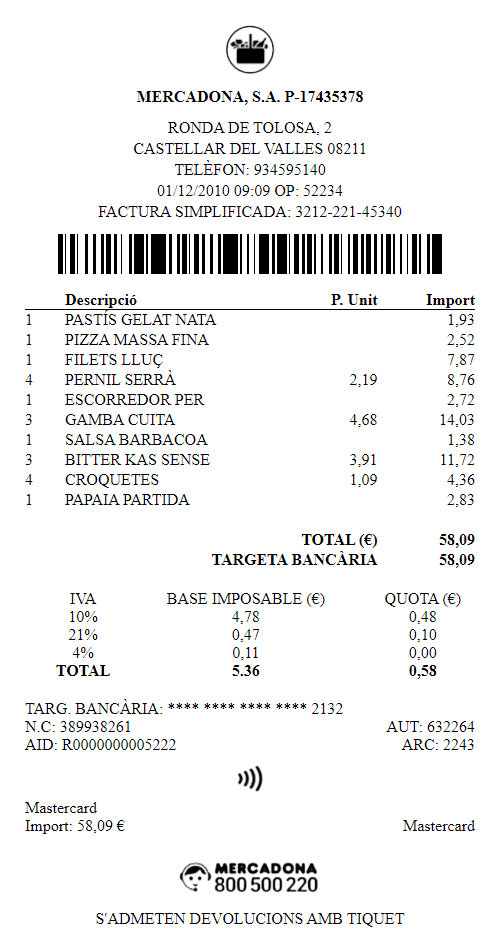 MERCADONA, S.A. P-17435378
RONDA DE TOLOSA, 2
CASTELLAR DEL VALLES 08211
TELÈFON: 934595140
01/12/2010 09:09 OP: 52234
FACTURA SIMPLIFICADA: 3212-221-45340
Descripció P. Unit Import
1 PASTÍS GELAT NATA 1,93
1 PIZZA MASSA FINA 2,52
1 FILETS LLUÇ 7,87
4 PERNIL SERRÀ 2,19 8,76
1 ESCORREDOR PER 2,72
3 GAMBA CUITA 4,68 14,03
1 SALSA BARBACOA 1,38
3 BITTER KAS SENSE 3,91 11,72
4 CROQUETES 1,09 4,36
1 PAPAIA PARTIDA 2,83
TOTAL (€) 58,09
TARGETA BANCÀRIA 58,09
IVA BASE IMPOSABLE (€) QUOTA (€)
10% 4,78 0,48
21% 0,47 0,10
4% 0,11 0,00
TOTAL 5.36 0,58
TARG. BANCÀRIA: **** **** **** **** 2132
N.C: 389938261 AUT: 632264
AID: R0000000005222 ARC: 2243
Mastercard
Import: 58,09 € Mastercard
MERCADONA
800 500 220
S'ADMETEN DEVOLUCIONS AMB TIQUET